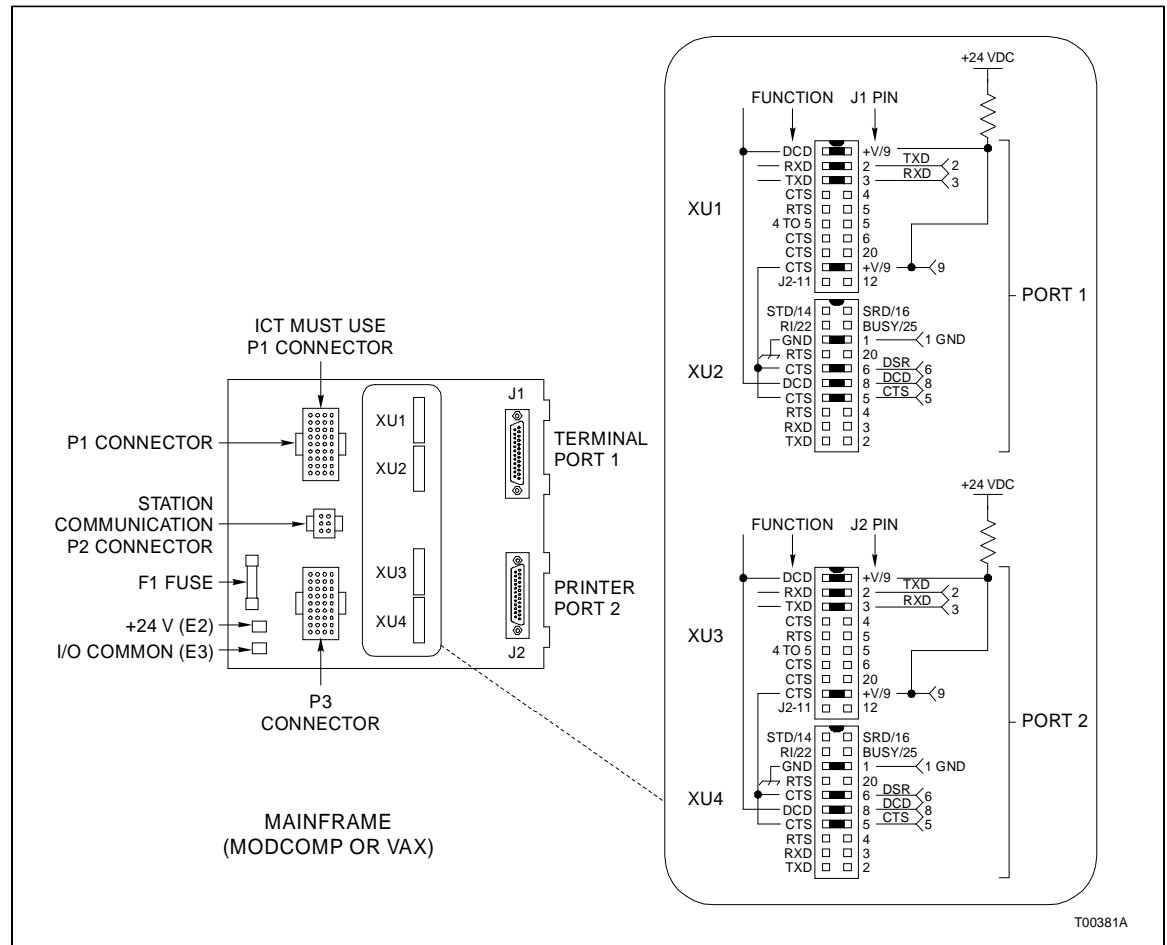 +24 VDC
FUNCTION J1 PIN
DCD +V/9
RXD 2 TXD 2
TXD 3 RXD 3
CTS 4
RTS 5
4 TO 5 5
CTS 6
CTS 20
CTS +V/9 9
J2-11 12
XU1
STD/14 SRD/16
RI/22 BUSY/25
GND 1 1 GND
RTS 20
CTS 6 DSR 6
DCD 8 DCD 8
CTS 5 CTS 5
RTS 4
RXD 3
TXD 2
XU2
PORT 1
+24 VDC
FUNCTION J2 PIN
DCD +V/9
RXD 2 TXD 2
TXD 3 RXD 3
CTS 4
RTS 5
4 TO 5 5
CTS 6
CTS 20
CTS +V/9 9
J2-11 12
XU3
STD/14 SRD/16
RI/22 BUSY/25
GND 1 1 GND
RTS 20
CTS 6 DSR 6
DCD 8 DCD 8
CTS 5 CTS 5
RTS 4
RXD 3
TXD 2
XU4
PORT 2
ICT MUST USE
P1 CONNECTOR
P1 CONNECTOR
STATION
COMMUNICATION
P2 CONNECTOR
F1 FUSE
+24 V (E2)
I/O COMMON (E3)
P3
CONNECTOR
XU1
XU2
XU3
XU4
J1
TERMINAL
PORT 1
PRINTER
PORT 2
J2
MAINFRAME
(MODCOMP OR VAX)
T00381A